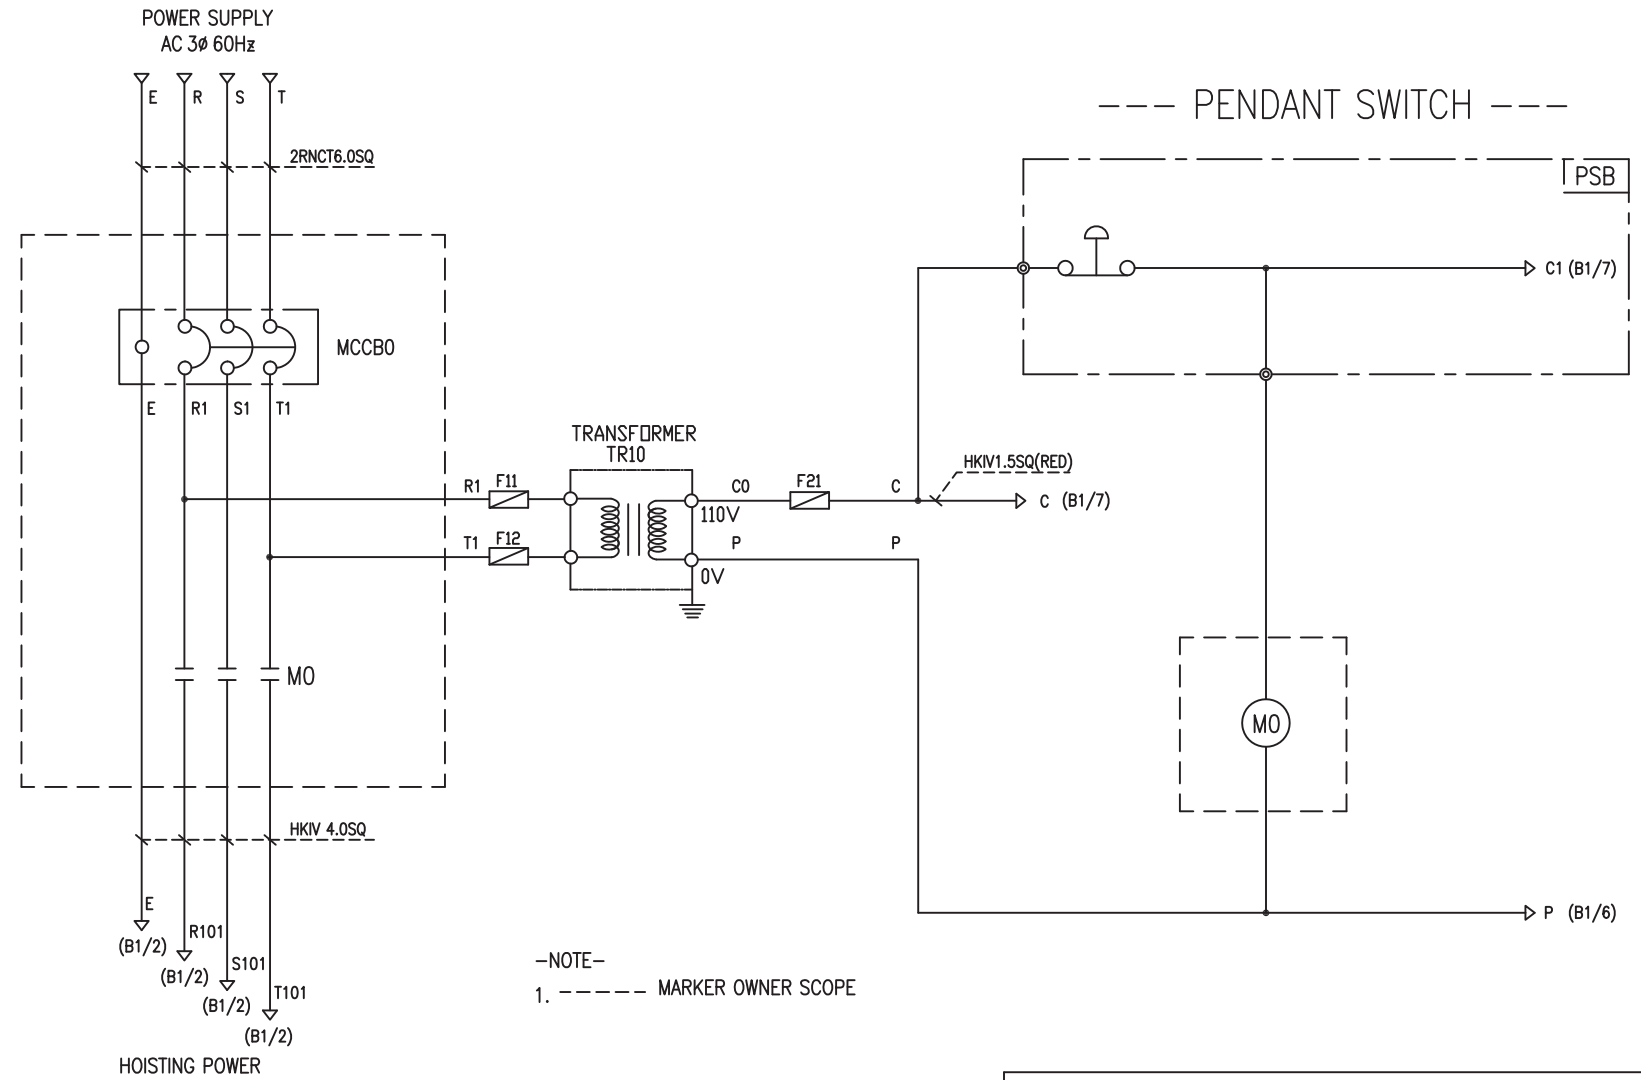 POWER SUPPLY
AC 3ø 60Hz
E R S T
2RNCT6.0SQ
PENDANT SWITCH
PSB
C1 (B1/7)
MCCB0
E R1 S1 T1
TRANSFORMER
TR10
HKIV1.5SQ(RED)
R1 F11
C0 F21 C
C (B1/7)
110V
T1 F12
P P
0V
M0
M0
HKIV 4.0SQ
E
(B1/2)
R101
(B1/2)
S101
(B1/2)
T101
(B1/2)
P (B1/6)
-NOTE-
1. ------ MARKER OWNER SCOPE
HOISTING POWER